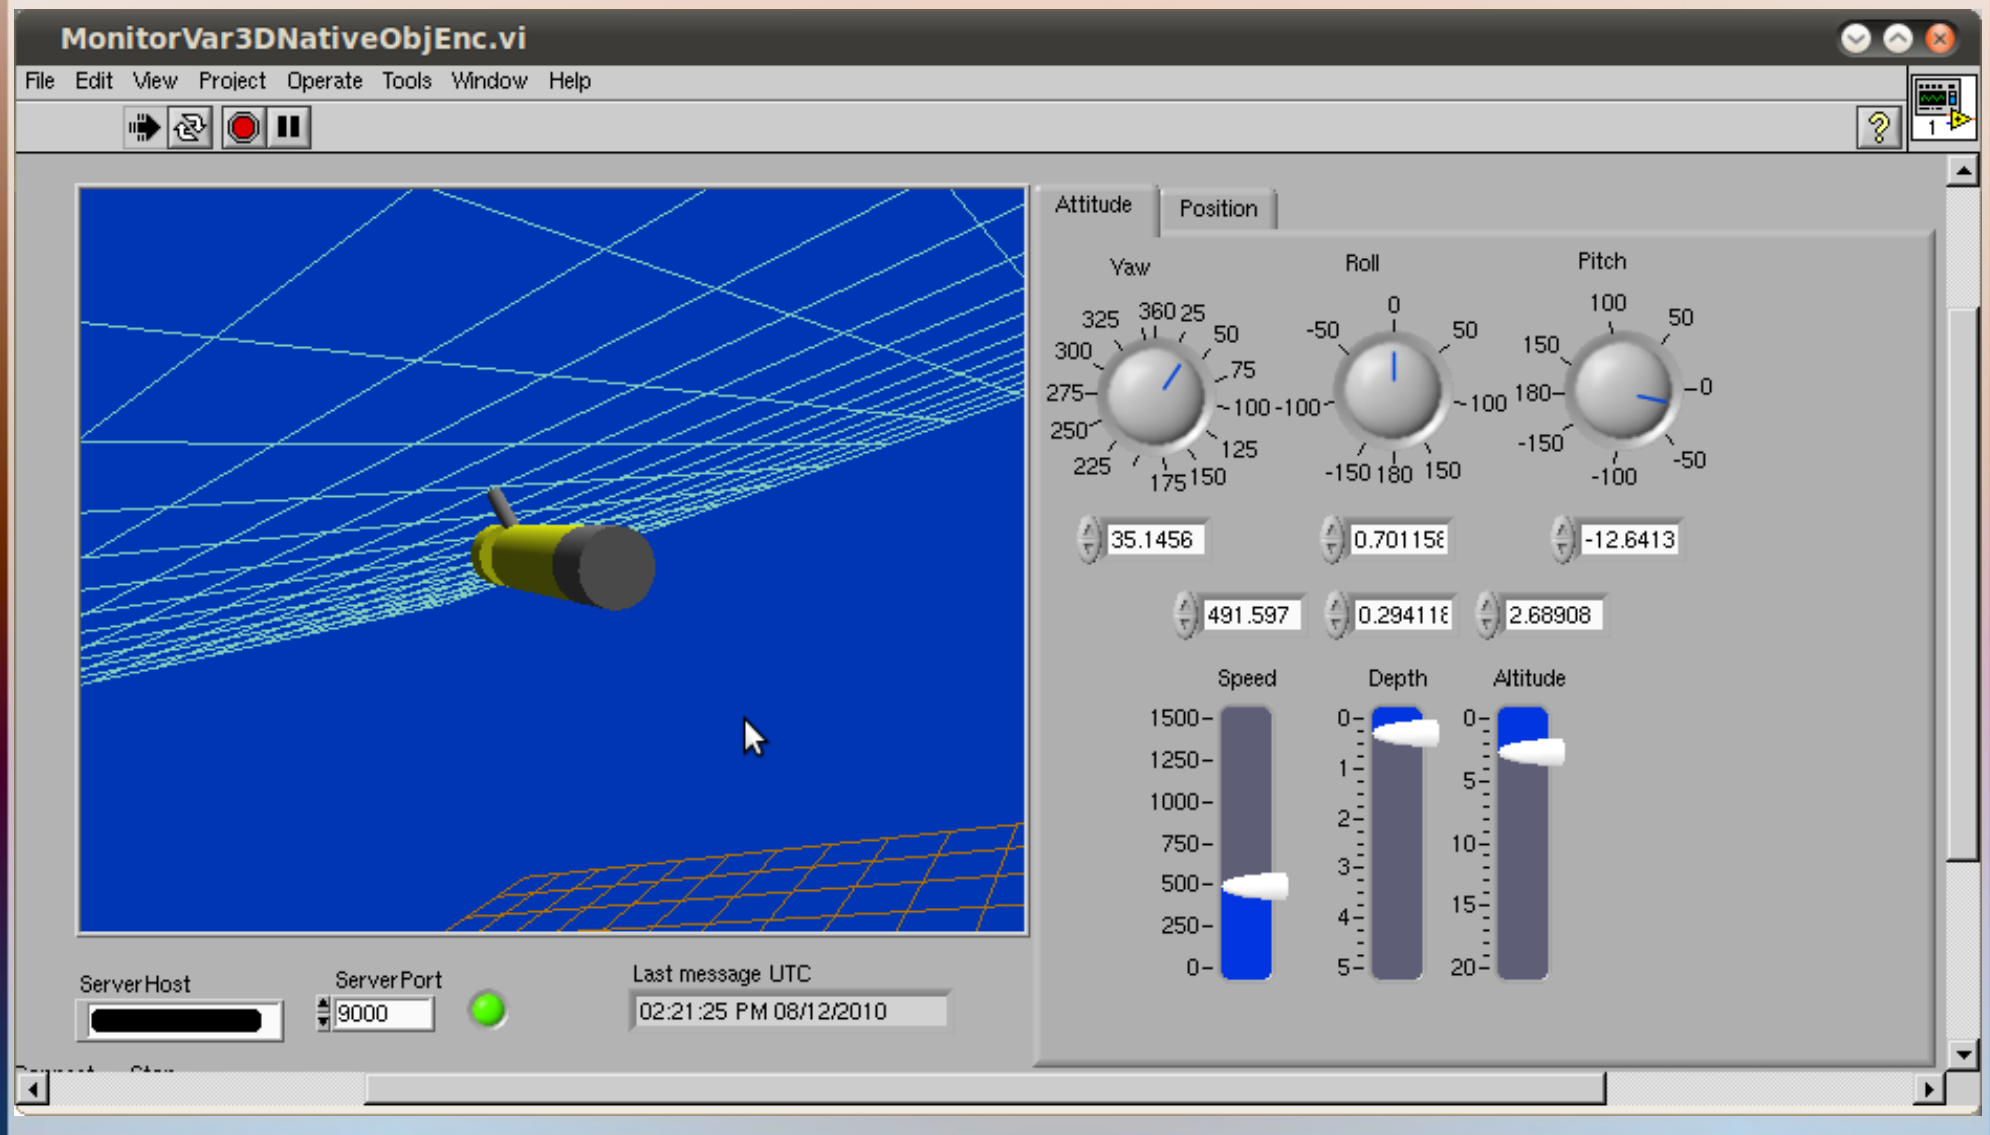 MonitorVar3DNativeObjEnc.vi
File Edit View Project Operate Tools Window Help
1
Attitude Position
Yaw Roll Pitch
325 360 25 50 300 75 275 100 250 125 225 175 150
0 -50 50 -100 100 -150 180 150
100 50 150 180 0 -150 -50 -100
35.1456 0.701158 -12.6413
491.597 0.294118 2.68908
Speed Depth Altitude
1500 0 0
1250
1 5
1000
2
750 10
3
500
15
4
250
0 5 20
ServerHost ServerPort Last message UTC
9000 02:21:25 PM 08/12/2010